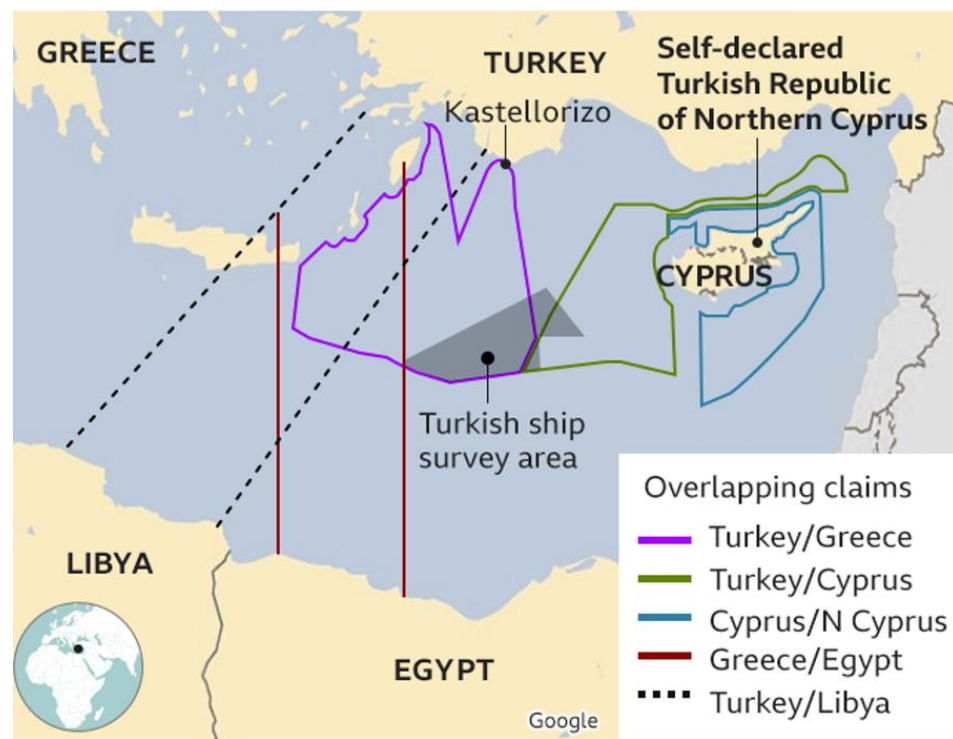 GREECE
TURKEY
Self-declared
Turkish Republic
of Northern Cyprus
Kastellorizo
CYPRUS
Turkish ship
survey area
LIBYA
EGYPT
Google
Overlapping claims
Turkey/Greece
Turkey/Cyprus
Cyprus/N Cyprus
Greece/Egypt
Turkey/Libya